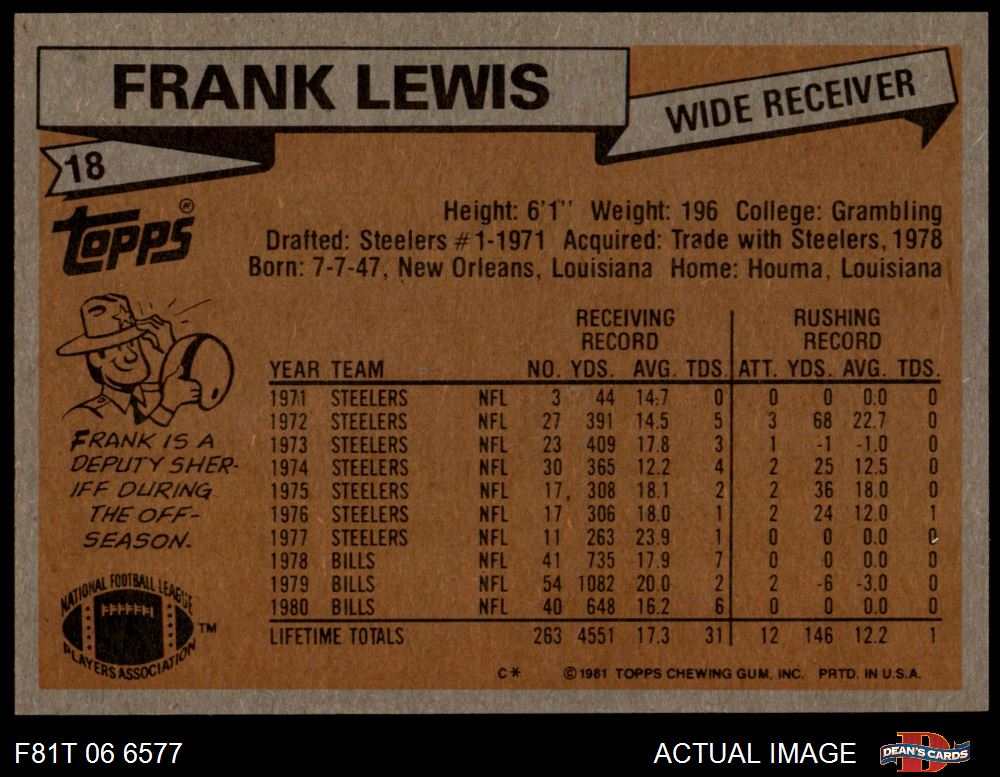 FRANK LEWIS
WIDE RECEIVER
18
TOPPS®
Height: 6'1" Weight: 196 College: Grambling
Drafted: Steelers #1-1971 Acquired: Trade with Steelers, 1978
Born: 7-7-47, New Orleans, Louisiana Home: Houma, Louisiana
RECEIVING RECORD RUSHING RECORD
YEAR TEAM NO. YDS. AVG. TDS. ATT. YDS. AVG. TDS.
1971 STEELERS NFL 3 44 14.7 0 0 0 0.0 0
1972 STEELERS NFL 27 391 14.5 5 3 68 22.7 0
1973 STEELERS NFL 23 409 17.8 3 1 -1 -1.0 0
1974 STEELERS NFL 30 365 12.2 4 2 25 12.5 0
1975 STEELERS NFL 17 308 18.1 2 2 36 18.0 0
1976 STEELERS NFL 17 306 18.0 1 2 24 12.0 1
1977 STEELERS NFL 11 263 23.9 1 0 0 0.0 0
1978 BILLS NFL 41 735 17.9 7 0 0 0.0 0
1979 BILLS NFL 54 1082 20.0 2 2 -6 -3.0 0
1980 BILLS NFL 40 648 16.2 6 0 0 0.0 0
LIFETIME TOTALS 263 4551 17.3 31 12 146 12.2 1
FRANK IS A
DEPUTY SHER-
IFF DURING
THE OFF-
SEASON.
NATIONAL FOOTBALL LEAGUE
PLAYERS ASSOCIATION
TM
C* ©1981 TOPPS CHEWING GUM, INC. PRTD. IN U.S.A.
F81T 06 6577
ACTUAL IMAGE
D
DEAN'S CARDS